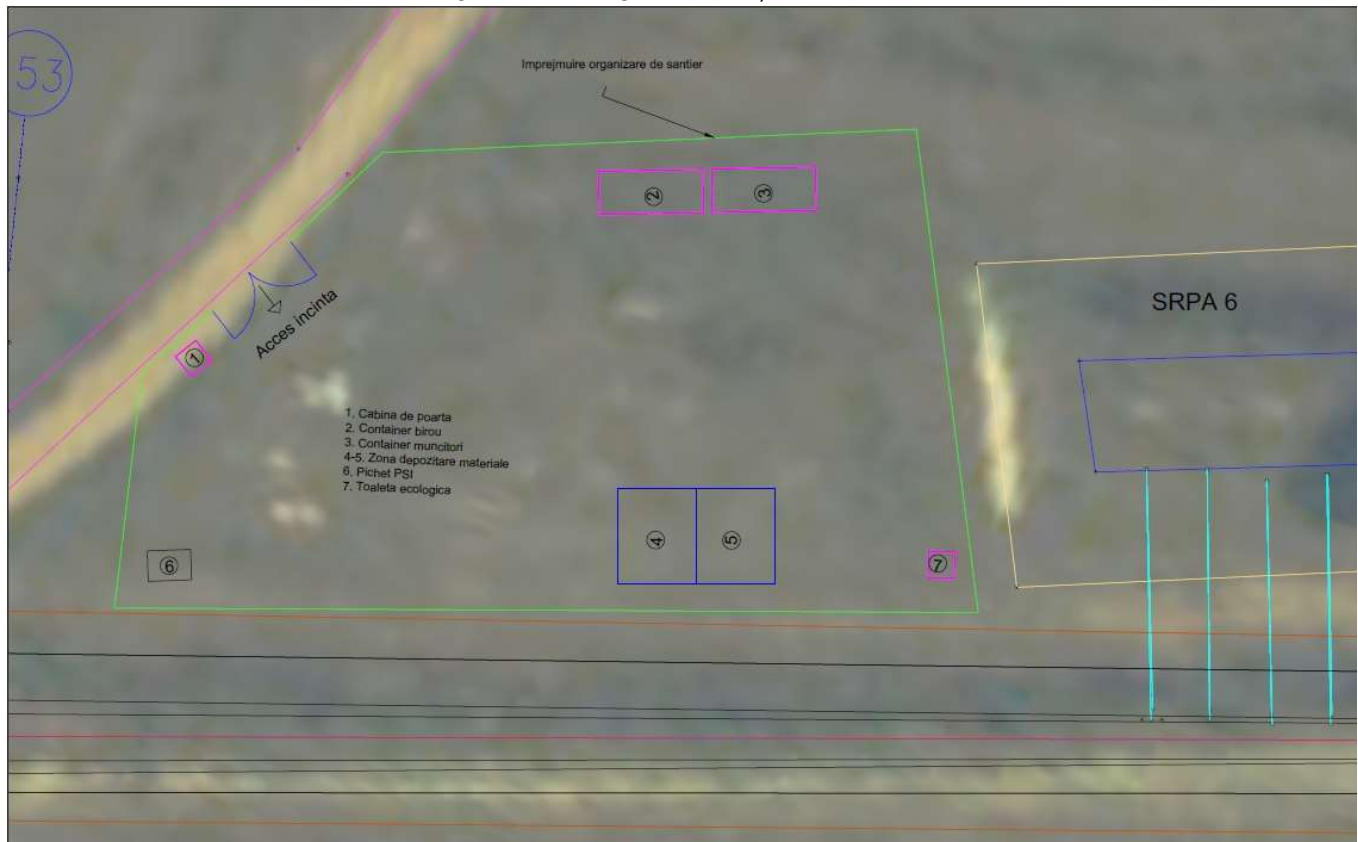 53
Imprejmuire organizare de santier
2
3
SRPA 6
Acces incinta
1
1. Cabina de poarta
2. Container birou
3. Container muncitori
4-5. Zona depozitare materiale
6. Pichet PSI
7. Toaleta ecologica
4
5
6
7